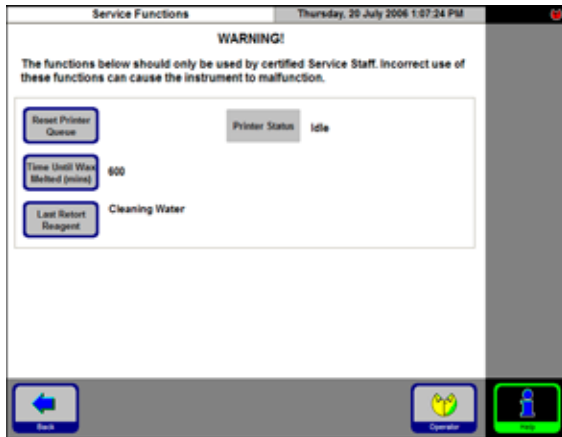 Service Functions
Thursday, 20 July 2006 1:07:24 PM
WARNING!
The functions below should only be used by certified Service Staff. Incorrect use of
these functions can cause the instrument to malfunction.
Reset Printer
Queue
Printer Status
Idle
Time Until Wax
Melted (mins)
600
Last Retort
Reagent
Cleaning Water
Back
Operator
Help